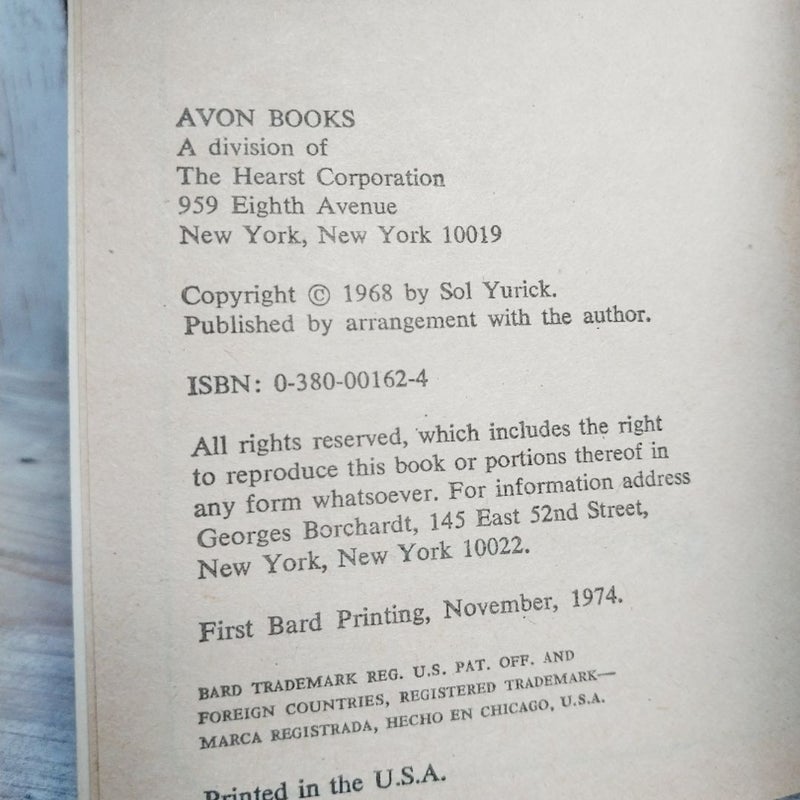 AVON BOOKS
A division of
The Hearst Corporation
959 Eighth Avenue
New York, New York 10019
Copyright © 1968 by Sol Yurick.
Published by arrangement with the author.
ISBN: 0-380-00162-4
All rights reserved, which includes the right
to reproduce this book or portions thereof in
any form whatsoever. For information address
Georges Borchardt, 145 East 52nd Street,
New York, New York 10022.
First Bard Printing, November, 1974.
BARD TRADEMARK REG. U.S. PAT. OFF. AND
FOREIGN COUNTRIES, REGISTERED TRADEMARK—
MARCA REGISTRADA, HECHO EN CHICAGO, U.S.A.
Printed in the U.S.A.